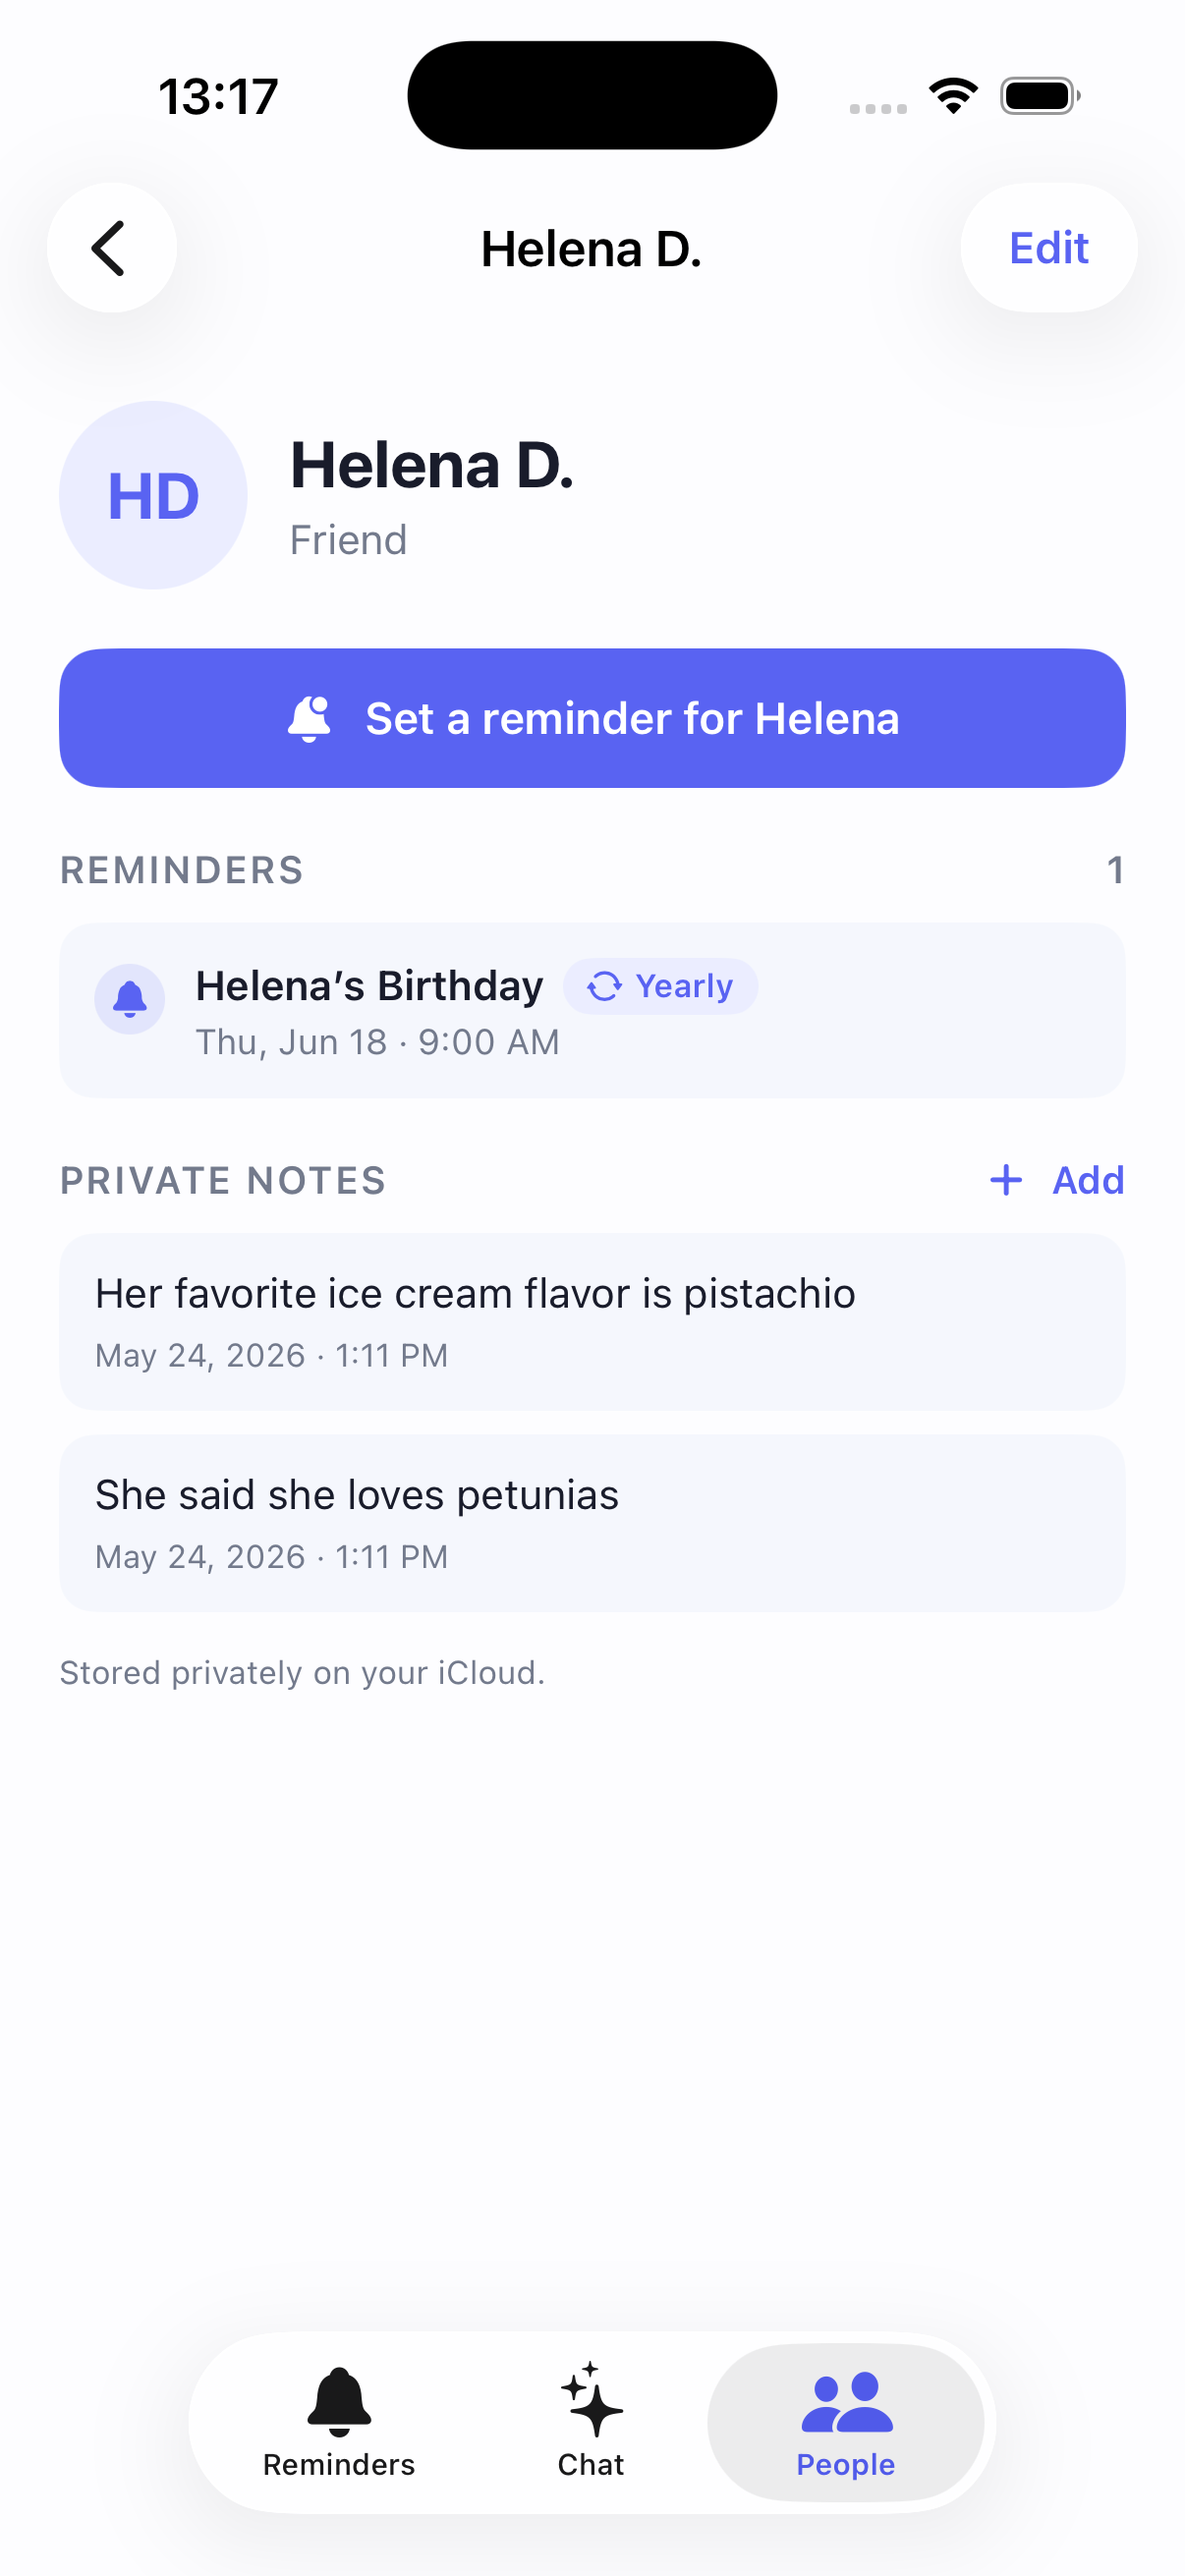 13:17
Helena D.
Edit
HD
Helena D.
Friend
Set a reminder for Helena
REMINDERS 1
Helena’s Birthday Yearly
Thu, Jun 18 · 9:00 AM
PRIVATE NOTES + Add
Her favorite ice cream flavor is pistachio
May 24, 2026 · 1:11 PM
She said she loves petunias
May 24, 2026 · 1:11 PM
Stored privately on your iCloud.
Reminders Chat People